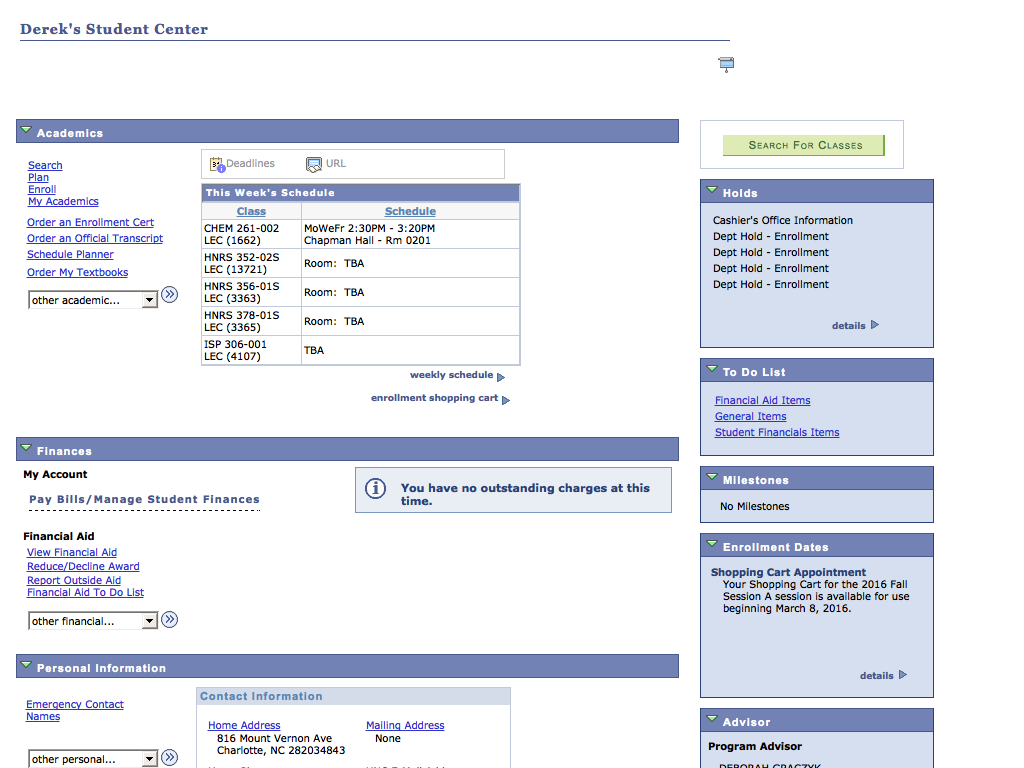 Derek's Student Center
Academics
Search
Plan
Enroll
My Academics
Order an Enrollment Cert
Order an Official Transcript
Schedule Planner
Order My Textbooks
other academic...
Deadlines
URL
This Week's Schedule
Class Schedule
CHEM 261-002
LEC (1662)
MoWeFr 2:30PM - 3:20PM
Chapman Hall - Rm 0201
HNRS 352-02S
LEC (13721)
Room: TBA
HNRS 356-01S
LEC (3363)
Room: TBA
HNRS 378-01S
LEC (3365)
Room: TBA
ISP 306-001
LEC (4107)
TBA
weekly schedule
enrollment shopping cart
Finances
My Account
Pay Bills/Manage Student Finances
You have no outstanding charges at this
time.
Financial Aid
View Financial Aid
Reduce/Decline Award
Report Outside Aid
Financial Aid To Do List
other financial...
Personal Information
Emergency Contact
Names
other personal...
Contact Information
Home Address
816 Mount Vernon Ave
Charlotte, NC 282034843
Mailing Address
None
Search For Classes
Holds
Cashier's Office Information
Dept Hold - Enrollment
Dept Hold - Enrollment
Dept Hold - Enrollment
Dept Hold - Enrollment
details
To Do List
Financial Aid Items
General Items
Student Financials Items
Milestones
No Milestones
Enrollment Dates
Shopping Cart Appointment
Your Shopping Cart for the 2016 Fall
Session A session is available for use
beginning March 8, 2016.
details
Advisor
Program Advisor
DEBORAH GRACZYK